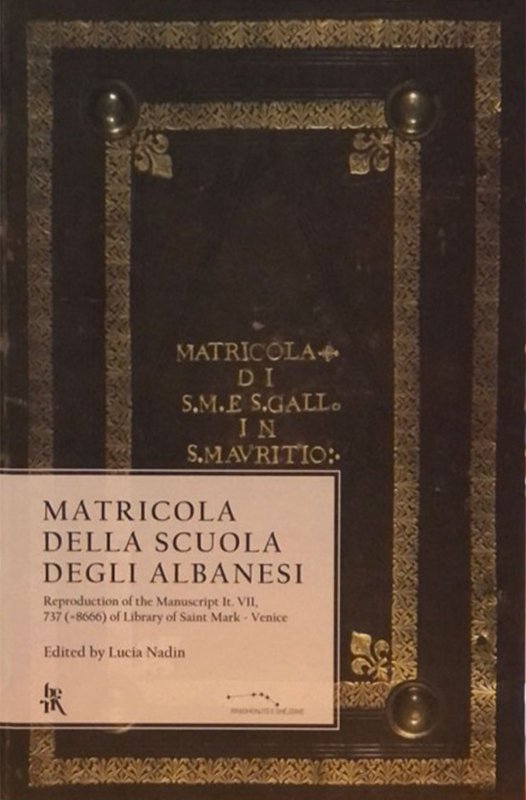 MATRICOLA
DI
S.M.E S.GALLo
IN
S.MAVRITIO:·
MATRICOLA
DELLA SCUOLA
DEGLI ALBANESI
Reproduction of the Manuscript It. VII,
737 (=8666) of Library of Saint Mark - Venice
Edited by Lucia Nadin